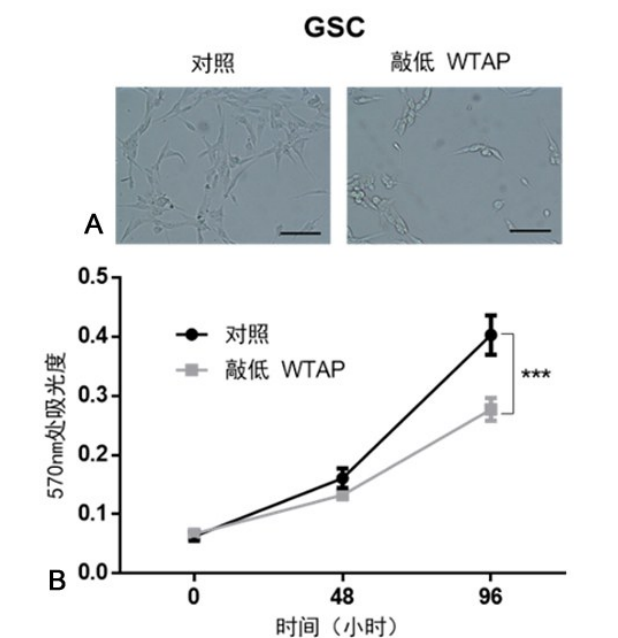 GSC
对照
敲低 WTAP
A
0.5
0.4
0.3
0.2
0.1
0.0
570nm处吸光度
对照
敲低 WTAP
***
B
0 48 96
时间（小时）